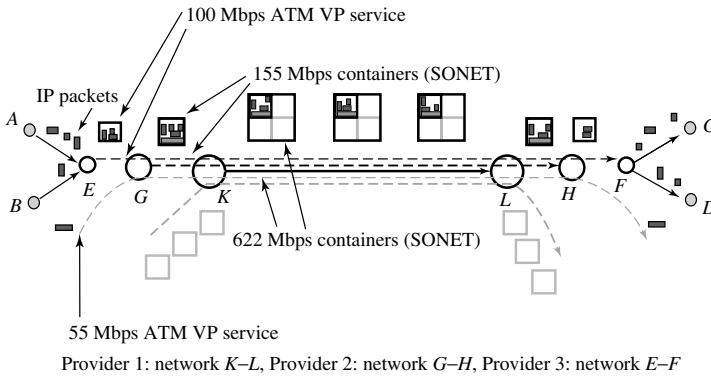 100 Mbps ATM VP service
155 Mbps containers (SONET)
IP packets
A
C
E
G
K
L
H
F
B
D
622 Mbps containers (SONET)
55 Mbps ATM VP service
Provider 1: network K–L, Provider 2: network G–H, Provider 3: network E–F